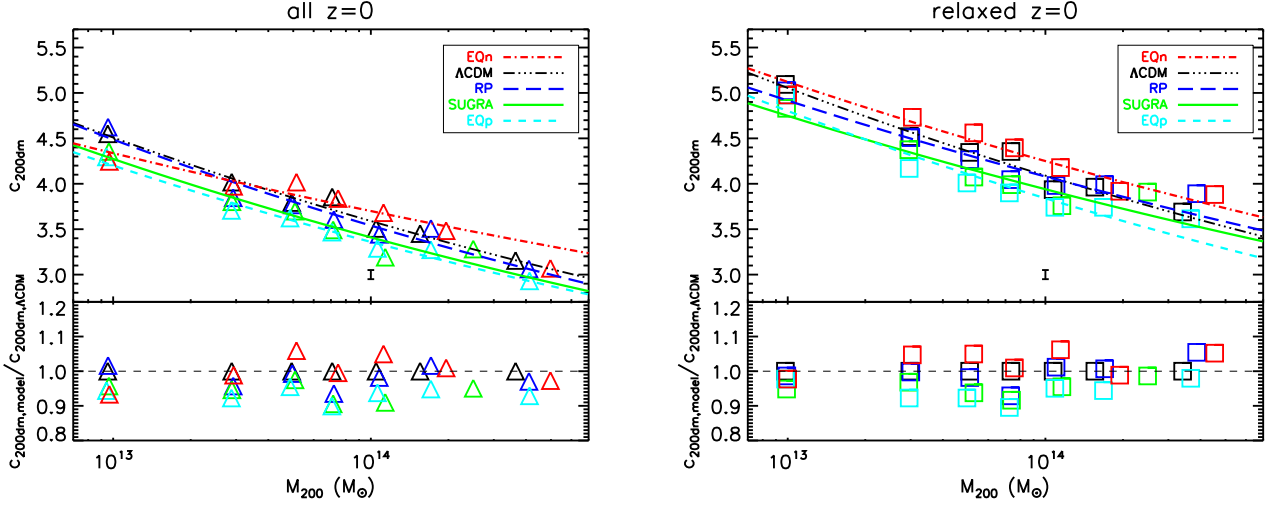 all z=0
5.5
5.0
4.5
4.0
3.5
3.0
c200dm
EQn
ΛCDM
RP
SUGRA
EQp
1.2
1.1
1.0
0.9
0.8
c200dm,model/c200dm,ΛCDM
10^13
10^14
M200 (M⊙)
relaxed z=0
5.5
5.0
4.5
4.0
3.5
3.0
c200dm
EQn
ΛCDM
RP
SUGRA
EQp
1.2
1.1
1.0
0.9
0.8
c200dm,model/c200dm,ΛCDM
10^13
10^14
M200 (M⊙)